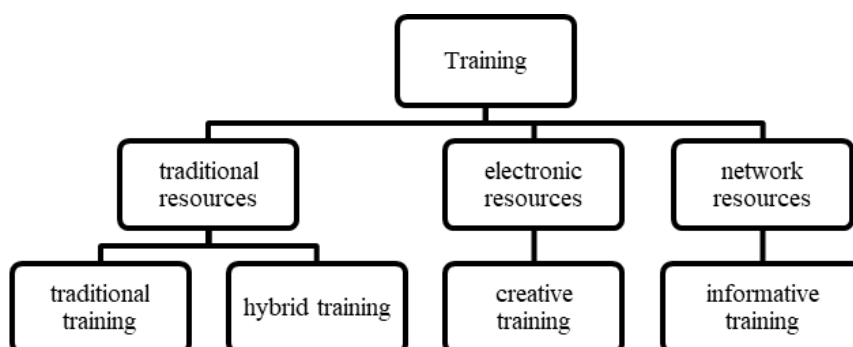 Training
traditional
resources
electronic
resources
network
resources
traditional
training
hybrid training
creative
training
informative
training